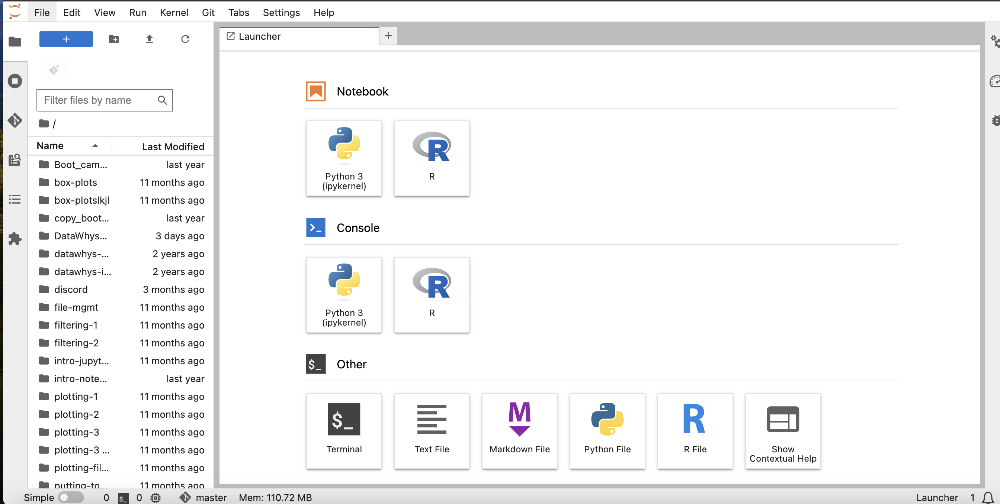 File Edit View Run Kernel Git Tabs Settings Help
+
Launcher +
Filter files by name
/
Name Last Modified
Boot_cam... last year
box-plots 11 months ago
box-plotslkjl 11 months ago
copy_boot... last year
DataWhys... 3 days ago
datawhys-... 2 years ago
datawhys-i... 2 years ago
discord 3 months ago
file-mgmt 11 months ago
filtering-1 11 months ago
filtering-2 11 months ago
intro-jupyt... 11 months ago
intro-note... last year
plotting-1 11 months ago
plotting-2 11 months ago
plotting-3 11 months ago
plotting-3 ... 11 months ago
plotting-fil... 11 months ago
putting-to... 11 months ago
Notebook
Python 3
(ipykernel)
R
>_ Console
Python 3
(ipykernel)
R
$_ Other
$_
Terminal
Text File
M
Markdown File
Python File
R
R File
Show
Contextual Help
Simple 0 $_ 0 master Mem: 110.72 MB Launcher 1